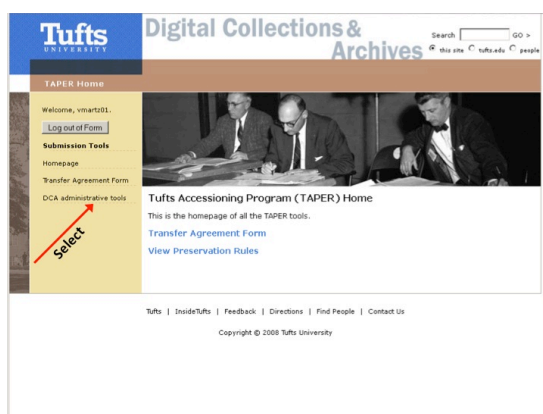 Tufts
UNIVERSITY
Digital Collections &
Archives
Search GO >
this site tufts.edu people
TAPER Home
Welcome, vmartz01.
Log out of Form
Submission Tools
Homepage
Transfer Agreement Form
DCA administrative tools
Select
Tufts Accessioning Program (TAPER) Home
This is the homepage of all the TAPER tools.
Transfer Agreement Form
View Preservation Rules
Tufts | InsideTufts | Feedback | Directions | Find People | Contact Us
Copyright © 2008 Tufts University